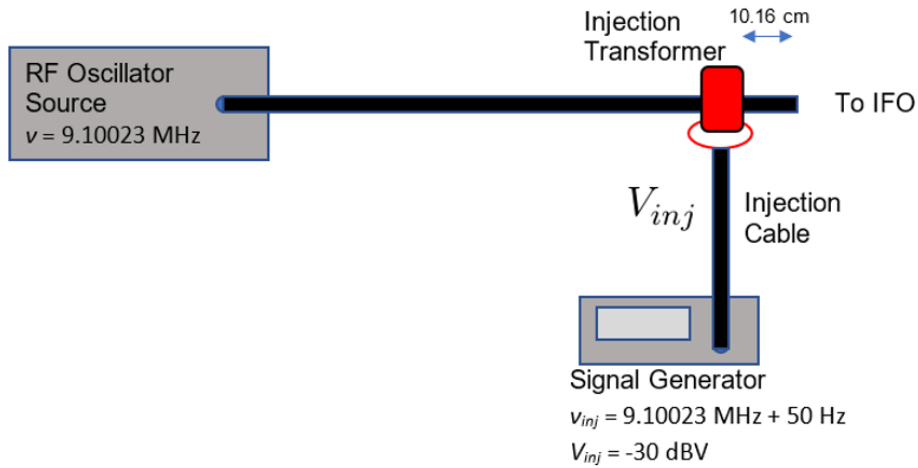 Injection
Transformer
10.16 cm
RF Oscillator
Source
ν = 9.10023 MHz
To IFO
V_inj
Injection
Cable
Signal Generator
ν_inj = 9.10023 MHz + 50 Hz
V_inj = -30 dBV